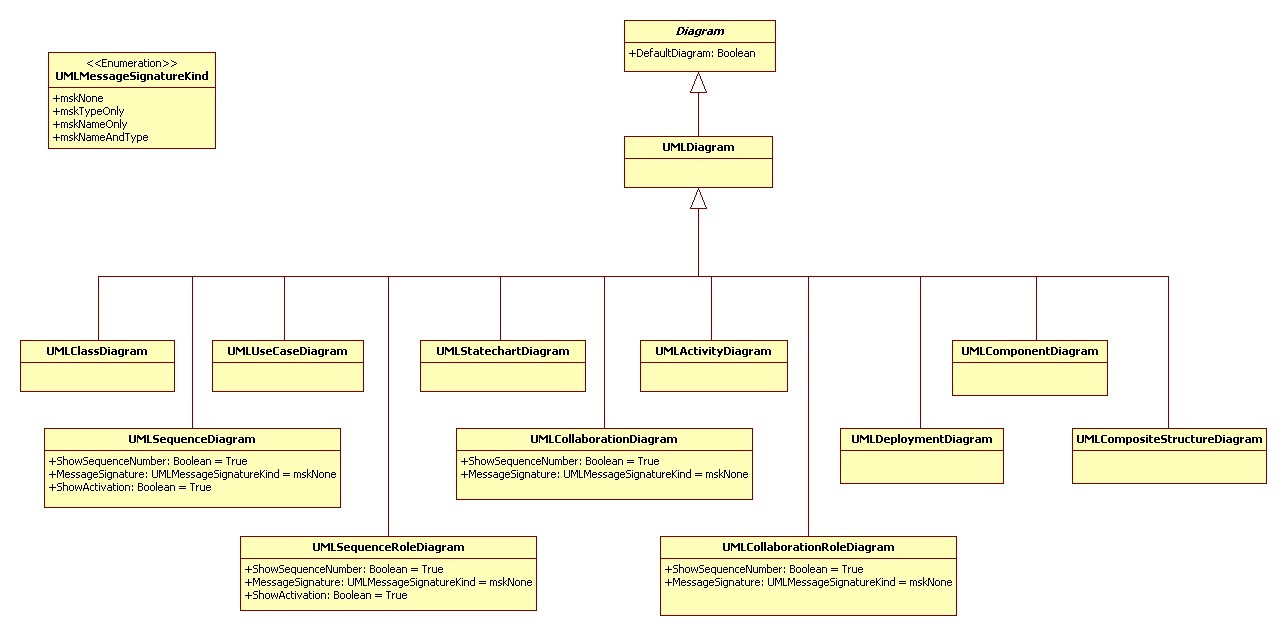 Diagram
+DefaultDiagram: Boolean
<<Enumeration>>
UMLMessageSignatureKind
+mskNone
+mskTypeOnly
+mskNameOnly
+mskNameAndType
UMLDiagram
UMLClassDiagram
UMLUseCaseDiagram
UMLStatechartDiagram
UMLActivityDiagram
UMLComponentDiagram
UMLSequenceDiagram
+ShowSequenceNumber: Boolean = True
+MessageSignature: UMLMessageSignatureKind = mskNone
+ShowActivation: Boolean = True
UMLCollaborationDiagram
+ShowSequenceNumber: Boolean = True
+MessageSignature: UMLMessageSignatureKind = mskNone
UMLDeploymentDiagram
UMLCompositeStructureDiagram
UMLSequenceRoleDiagram
+ShowSequenceNumber: Boolean = True
+MessageSignature: UMLMessageSignatureKind = mskNone
+ShowActivation: Boolean = True
UMLCollaborationRoleDiagram
+ShowSequenceNumber: Boolean = True
+MessageSignature: UMLMessageSignatureKind = mskNone